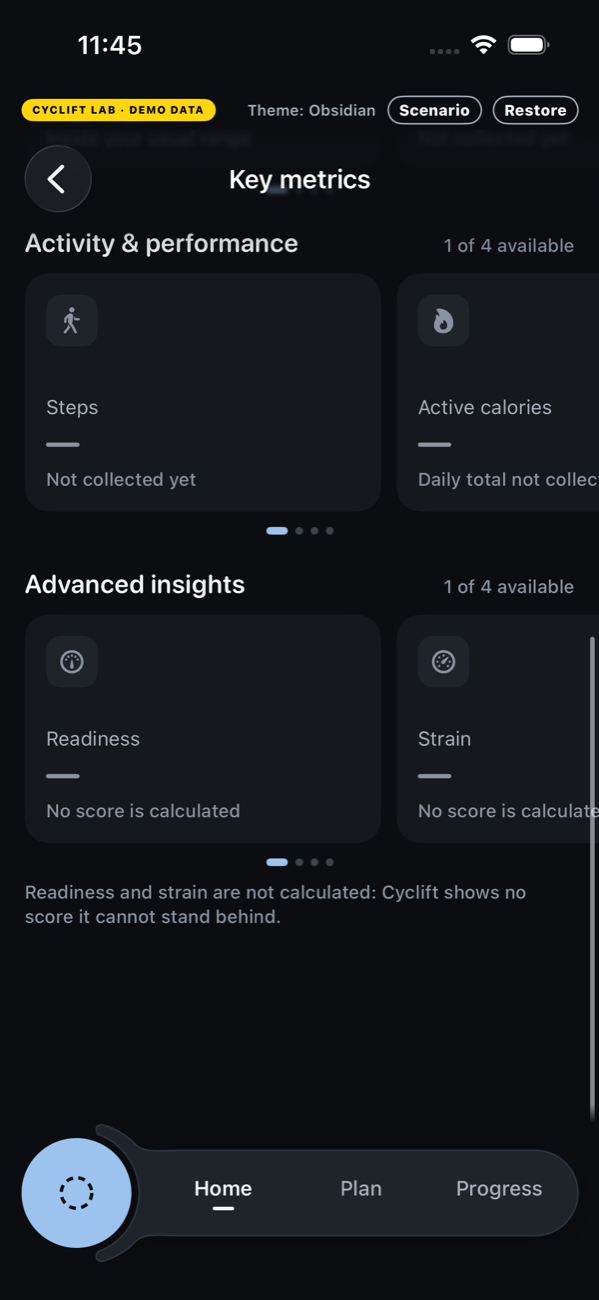 11:45
CYCLIFT LAB · DEMO DATA
Theme: Obsidian
Scenario
Restore
Not collected yet
Key metrics
Activity & performance
1 of 4 available
Steps
Not collected yet
Active calories
Daily total not
Advanced insights
1 of 4 available
Readiness
No score is calculated
Strain
No score is
Readiness and strain are not calculated: Cyclift shows no
score it cannot stand behind.
Home
Plan
Progress